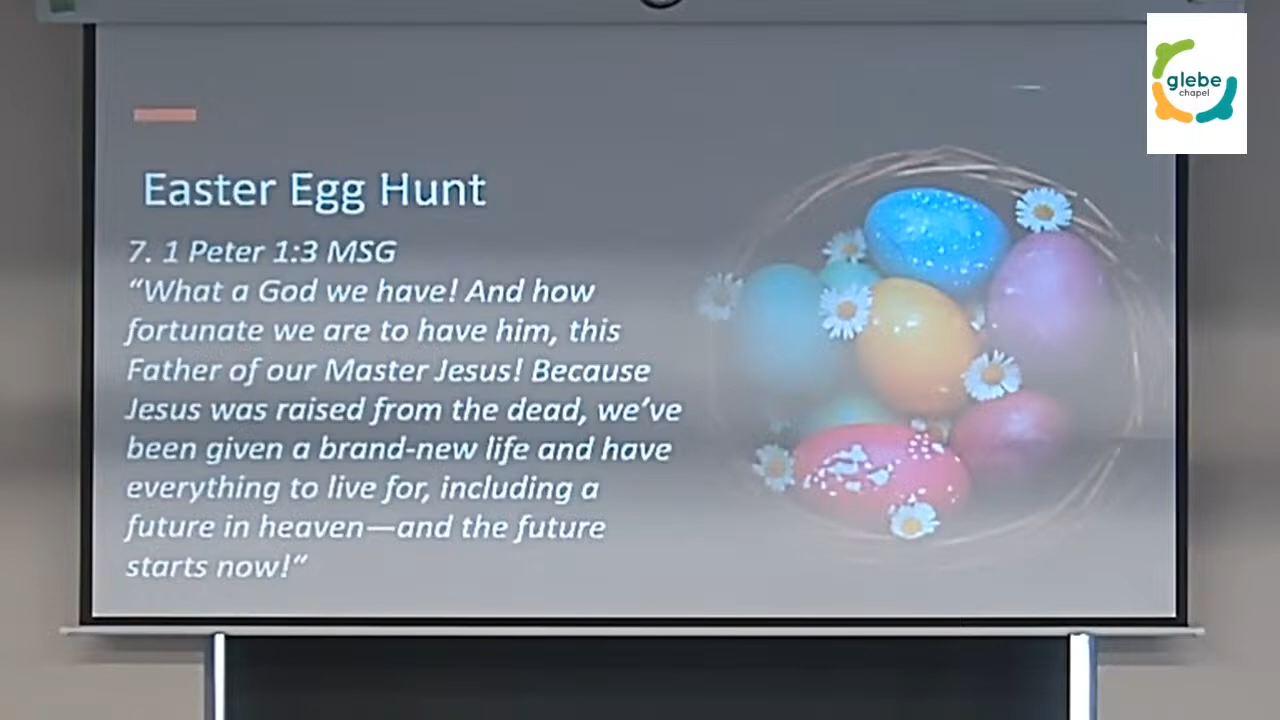 glebe
chapel
Easter Egg Hunt
7. 1 Peter 1:3 MSG
“What a God we have! And how
fortunate we are to have him, this
Father of our Master Jesus! Because
Jesus was raised from the dead, we’ve
been given a brand-new life and have
everything to live for, including a
future in heaven—and the future
starts now!“